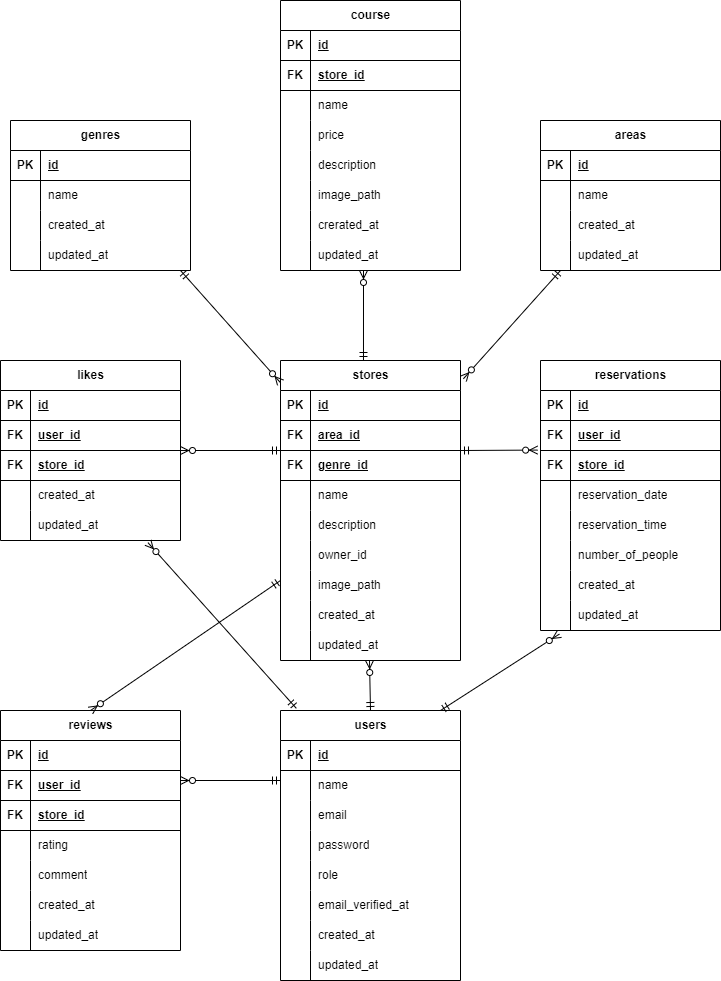 course
PK id
FK store_id
name
price
description
image_path
crerated_at
updated_at
genres
PK id
name
created_at
updated_at
areas
PK id
name
created_at
updated_at
likes
PK id
FK user_id
FK store_id
created_at
updated_at
stores
PK id
FK area_id
FK genre_id
name
description
owner_id
image_path
created_at
updated_at
reservations
PK id
FK user_id
FK store_id
reservation_date
reservation_time
number_of_people
created_at
updated_at
reviews
PK id
FK user_id
FK store_id
rating
comment
created_at
updated_at
users
PK id
name
email
password
role
email_verified_at
created_at
updated_at